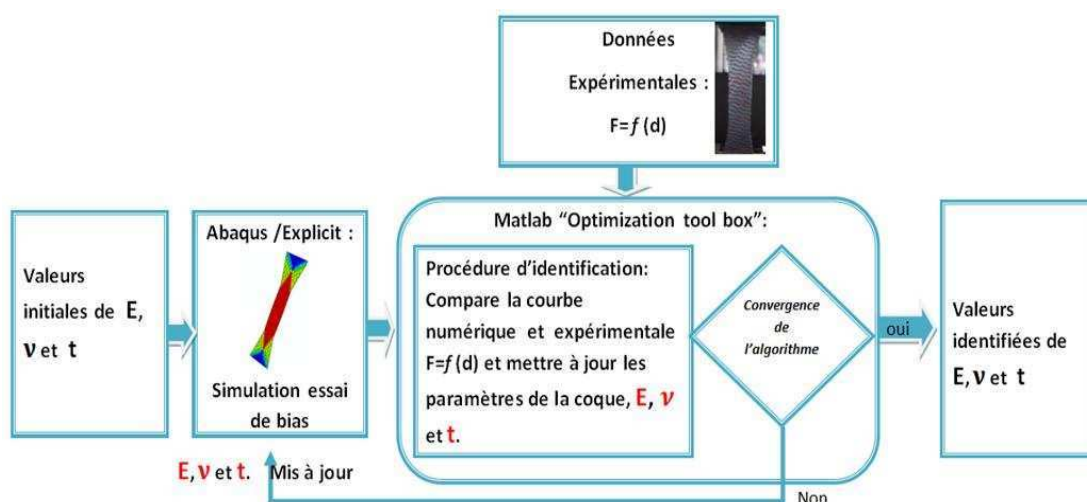 Données
Expérimentales :
F=f (d)
Matlab “Optimization tool box”:
Valeurs
initiales de E,
ν et t
Abaqus /Explicit :
Simulation essai
de bias
Procédure d’identification:
Compare la courbe
numérique et expérimentale
F=f (d) et mettre à jour les
paramètres de la coque, E, ν
et t.
Convergence
de
l’algorithme
oui
Valeurs
identifiées de
E, ν et t
E, ν et t. Mis à jour
Non